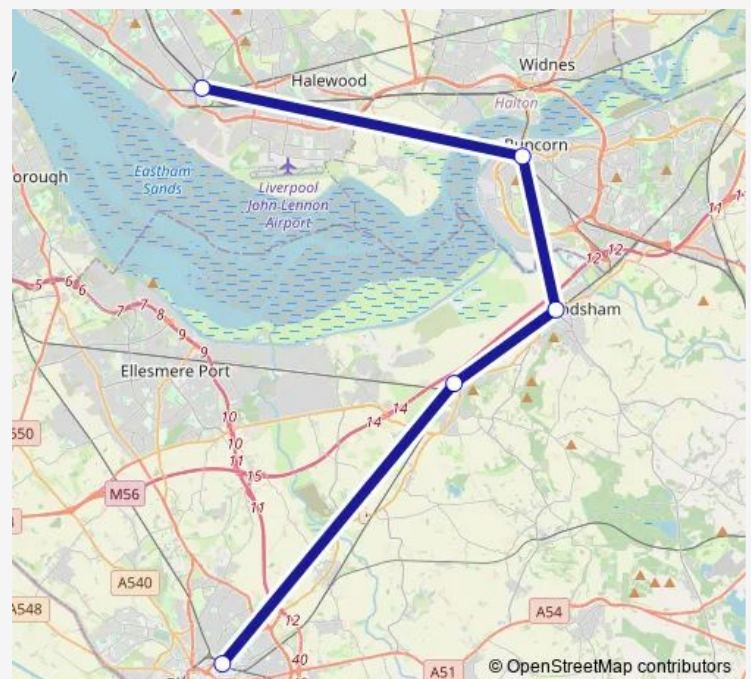 Halewood
Widnes
Halton
Runcorn
Eastham
Sands
orough
Liverpool
John Lennon
Airport
11
12
12
5
6
6
7
7
8
9
9
dsham
Ellesmere Port
10
10
11
15
11
14
14
550
M56
A540
A548
12
40
A54
A51
© OpenStreetMap contributors